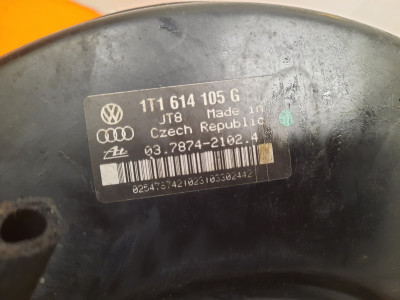 1T1 614 105 G
JT8 Made in
Czech Republic
03.7874-2102.4